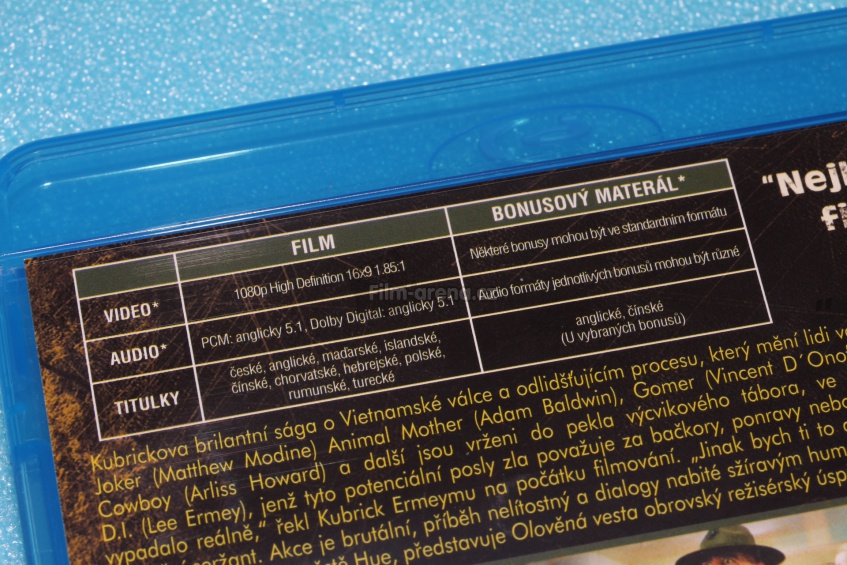 "Nejl
fi
FILM
BONUSOVÝ MATERÁL*
VIDEO*
1080p High Definition 16x9 1.85:1
Některé bonusy mohou být ve standardním formátu
AUDIO*
PCM: anglicky 5.1, Dolby Digital: anglicky 5.1
Audio formáty jednotlivých bonusů mohou být různé
TITULKY
české, anglické, maďarské, islandské,
čínské, chorvatské, hebrejské, polské,
rumunské, turecké
anglické, čínské
(U vybraných bonusů)
Film-arena.cz
Kubrickova brilantní sága o Vietnamské válce a odlidšťujícím procesu, který mění lidi v
Joker (Matthew Modine) Animal Mother (Adam Baldwin), Gomer (Vincent D´Ono
Cowboy (Arliss Howard) a další jsou vrženi do pekla výcvikového tábora, ve
D.I. (Lee Ermey), jenž tyto potenciální posly zla považuje za bačkory, ponravy nebo
vypadalo reálně," řekl Kubrick Ermeymu na počátku filmování. „Jinak bych ti to
seržant. Akce je brutální, příběh nelítostný a dialogy nabité sžíravým hum
Hue, představuje Olověná vesta obrovský režisérský úsp